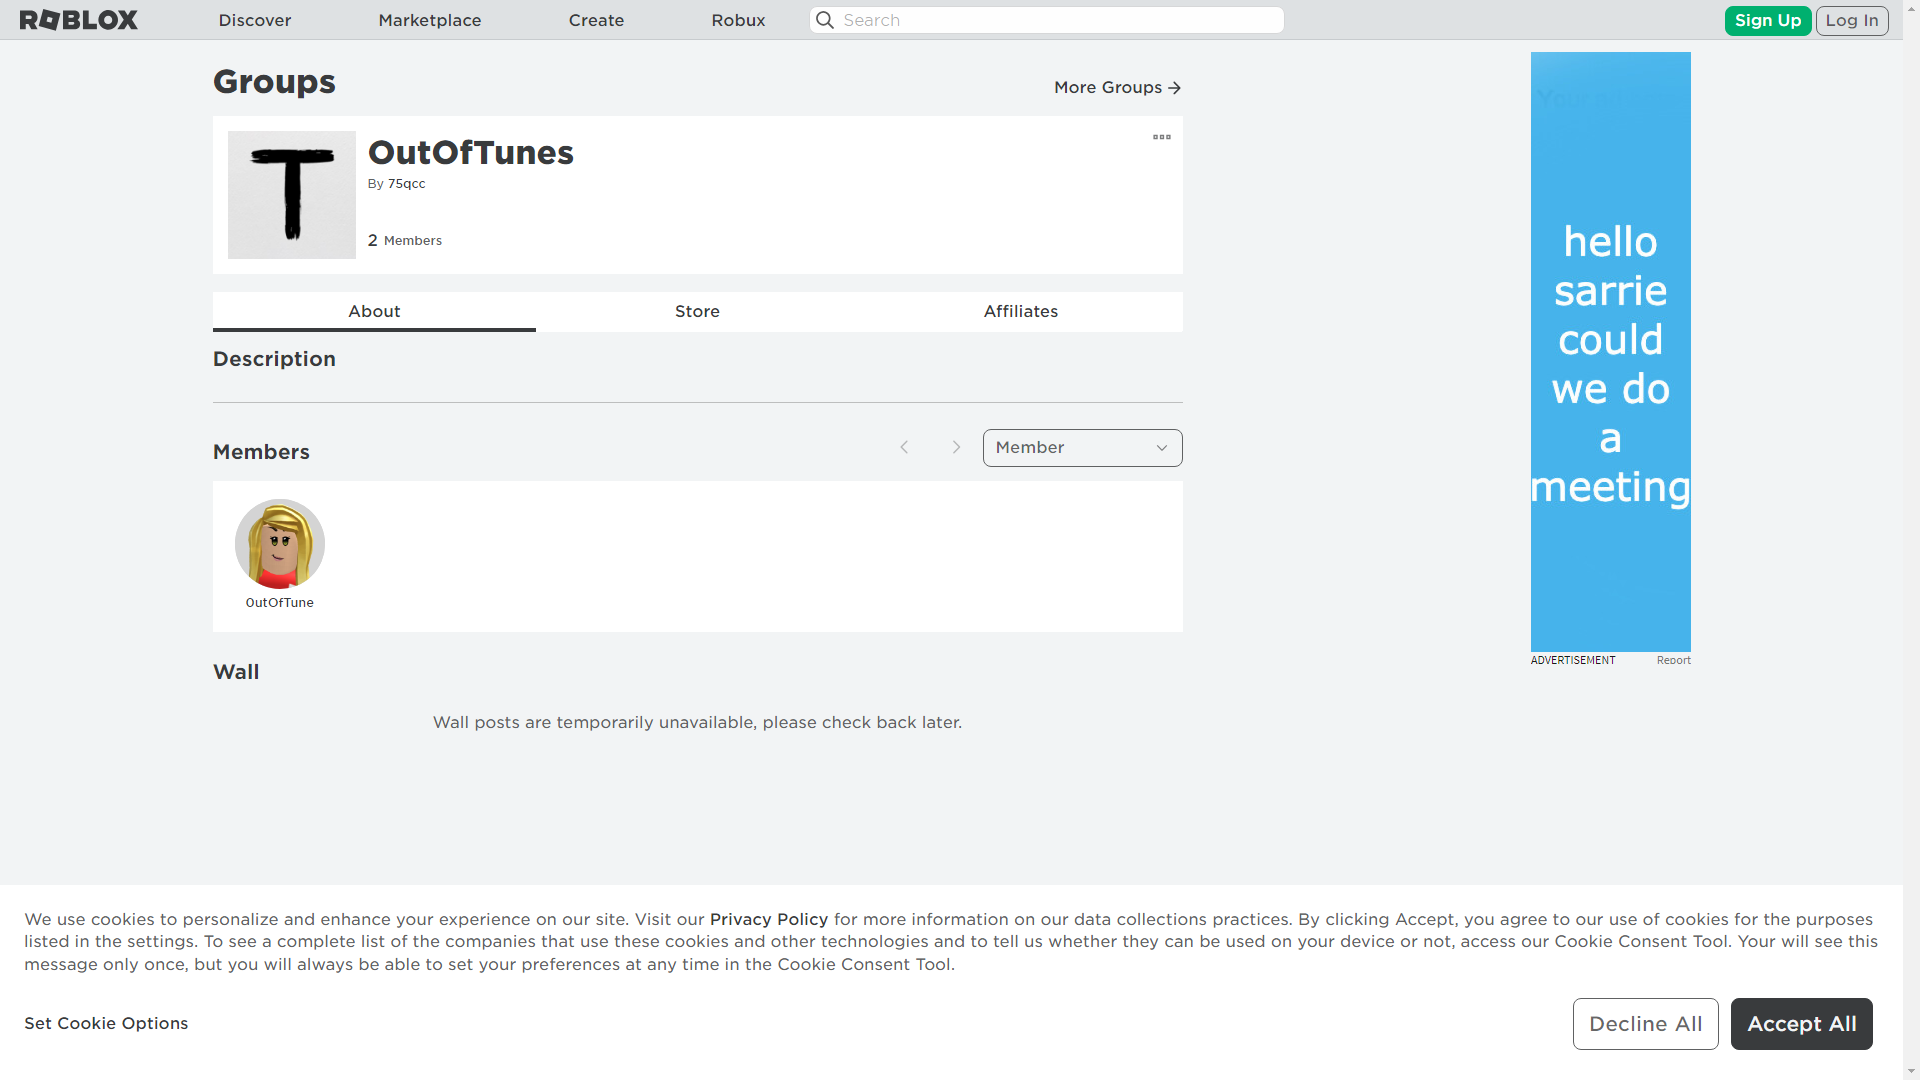 ROBLOX
Discover
Marketplace
Create
Robux
Search
Sign Up
Log In
Groups
More Groups
T
OutOfTunes
By 75qcc
2 Members
About
Store
Affiliates
Description
Members
Member
0utOfTune
Wall
Wall posts are temporarily unavailable, please check back later.
hello
sarrie
could
we do
a
meeting
ADVERTISEMENT
Report
We use cookies to personalize and enhance your experience on our site. Visit our Privacy Policy for more information on our data collections practices. By clicking Accept, you agree to our use of cookies for the purposes
listed in the settings. To see a complete list of the companies that use these cookies and other technologies and to tell us whether they can be used on your device or not, access our Cookie Consent Tool. Your will see this
message only once, but you will always be able to set your preferences at any time in the Cookie Consent Tool.
Set Cookie Options
Decline All
Accept All